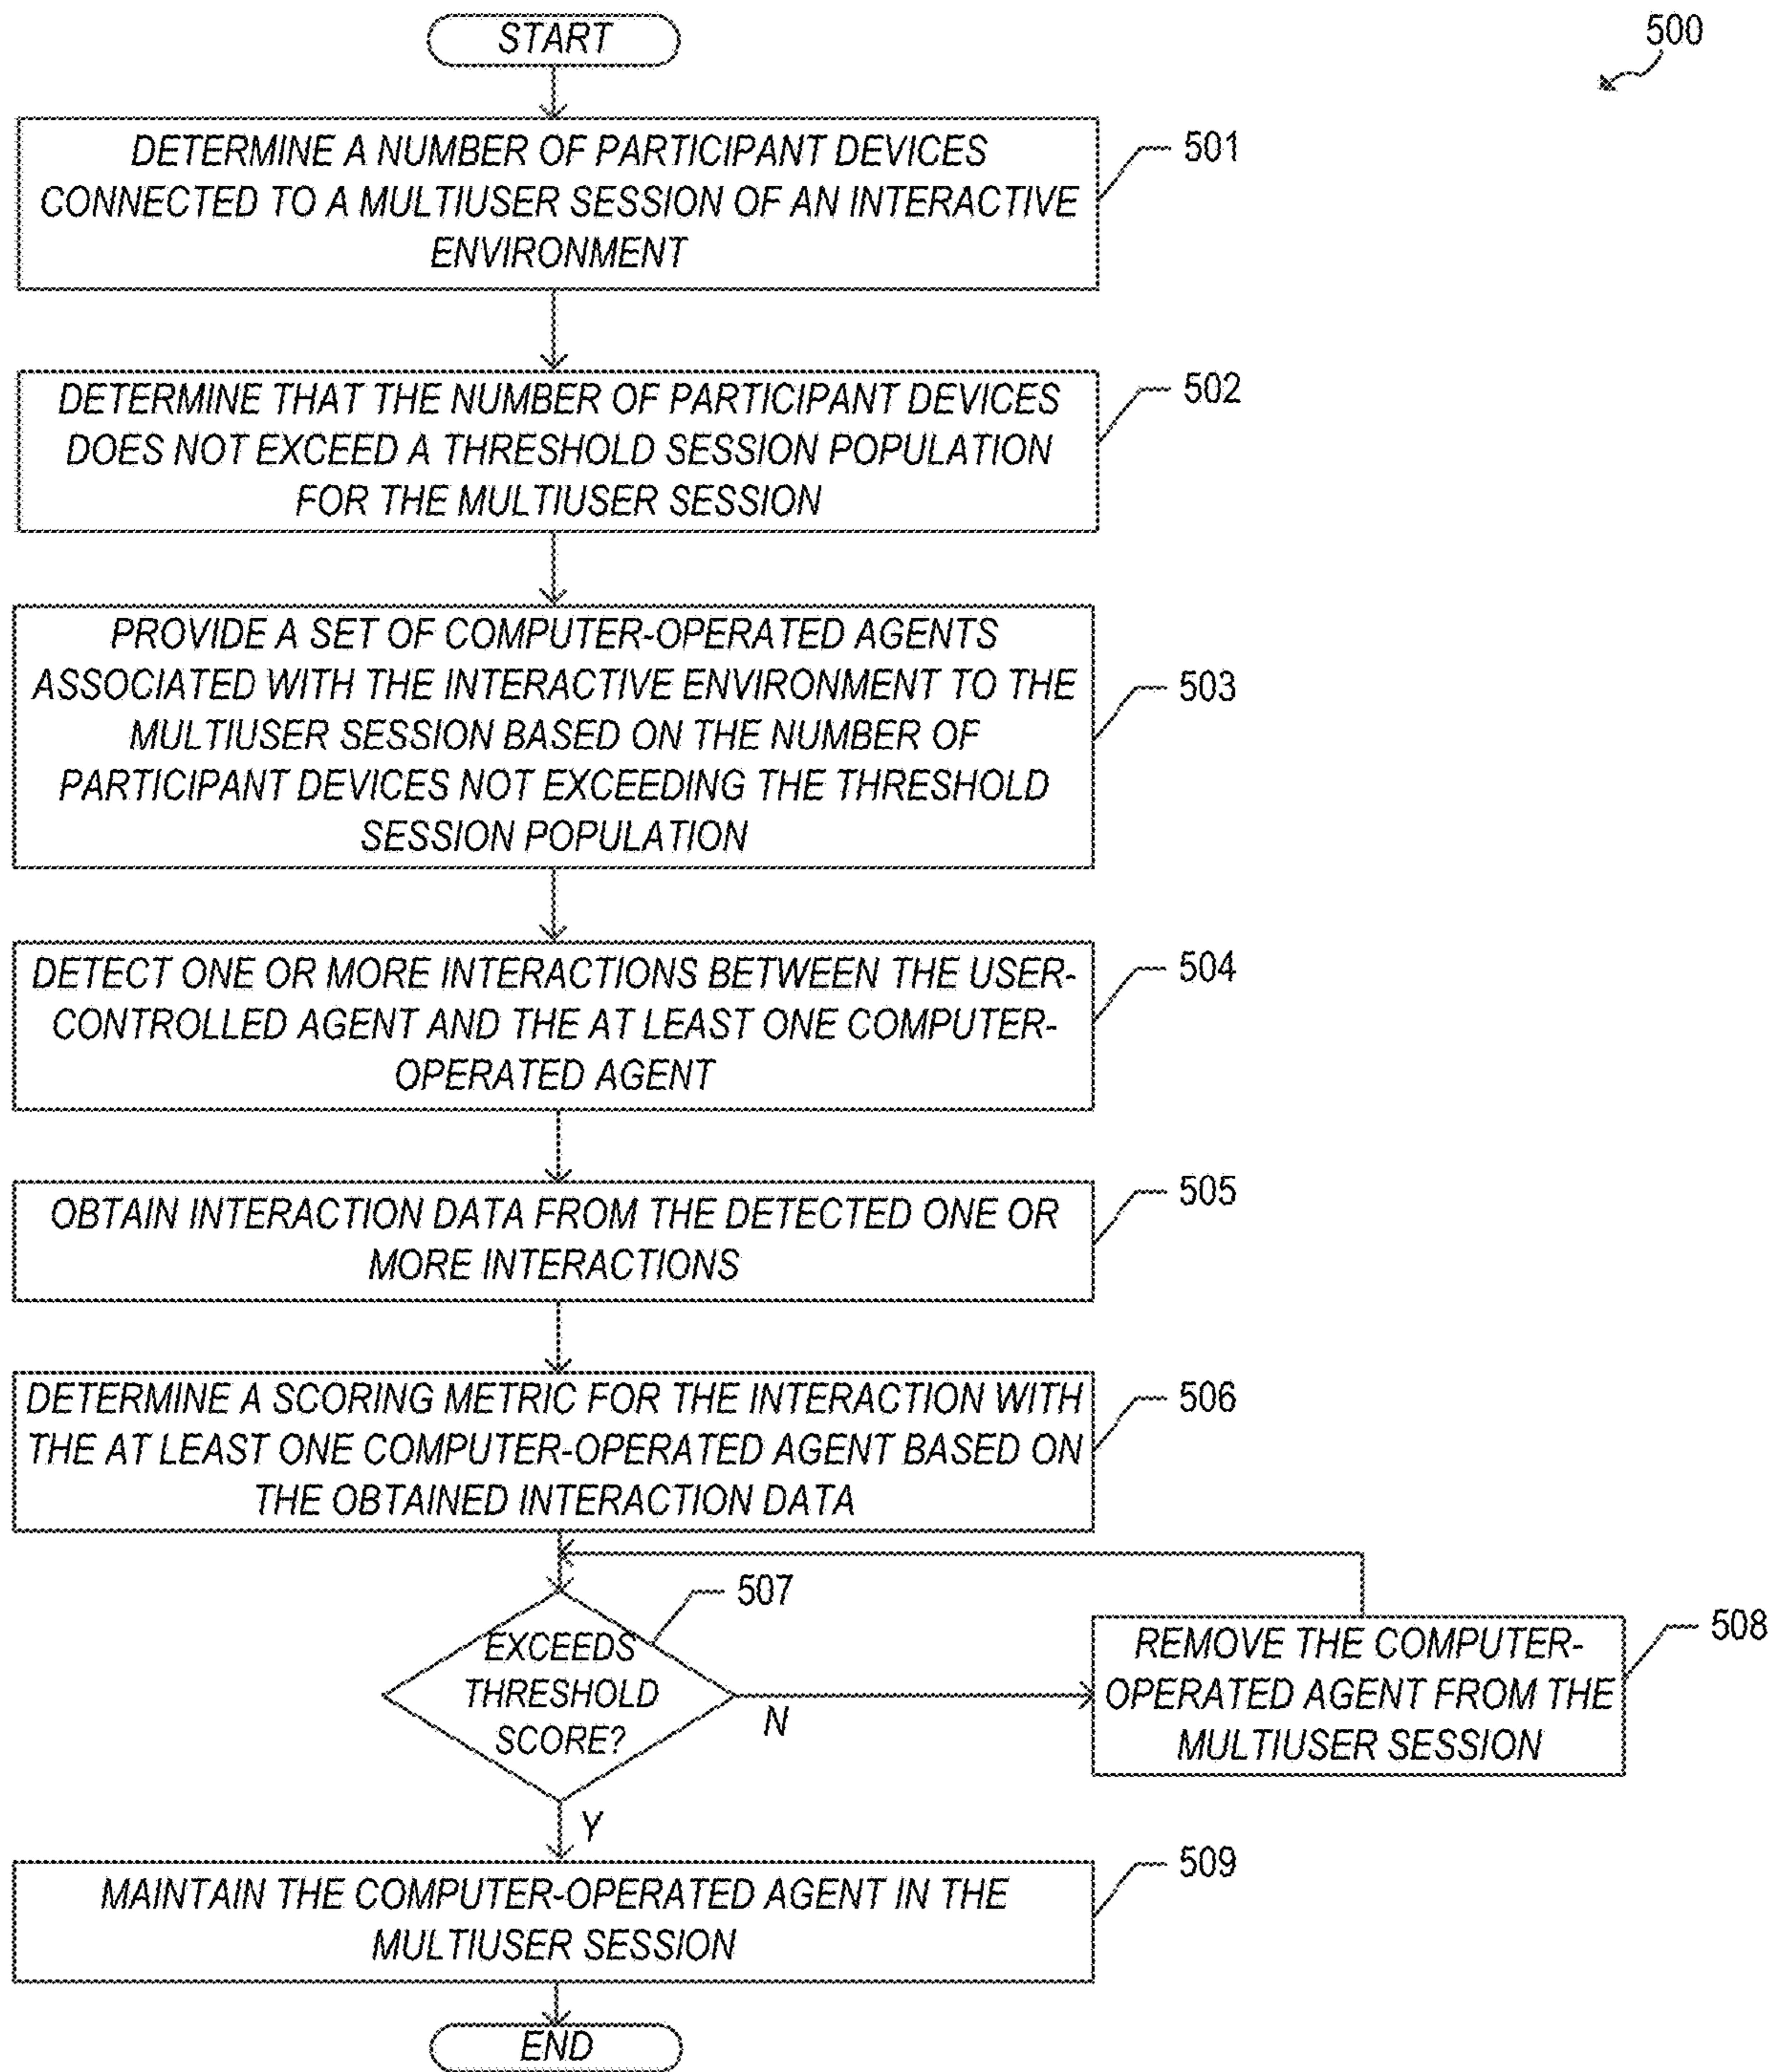 START
500
DETERMINE A NUMBER OF PARTICIPANT DEVICES
CONNECTED TO A MULTIUSER SESSION OF AN INTERACTIVE
ENVIRONMENT
501
DETERMINE THAT THE NUMBER OF PARTICIPANT DEVICES
DOES NOT EXCEED A THRESHOLD SESSION POPULATION
FOR THE MULTIUSER SESSION
502
PROVIDE A SET OF COMPUTER-OPERATED AGENTS
ASSOCIATED WITH THE INTERACTIVE ENVIRONMENT TO THE
MULTIUSER SESSION BASED ON THE NUMBER OF
PARTICIPANT DEVICES NOT EXCEEDING THE THRESHOLD
SESSION POPULATION
503
DETECT ONE OR MORE INTERACTIONS BETWEEN THE USER-
CONTROLLED AGENT AND THE AT LEAST ONE COMPUTER-
OPERATED AGENT
504
OBTAIN INTERACTION DATA FROM THE DETECTED ONE OR
MORE INTERACTIONS
505
DETERMINE A SCORING METRIC FOR THE INTERACTION WITH
THE AT LEAST ONE COMPUTER-OPERATED AGENT BASED ON
THE OBTAINED INTERACTION DATA
506
EXCEEDS
THRESHOLD
SCORE?
507
N
REMOVE THE COMPUTER-
OPERATED AGENT FROM THE
MULTIUSER SESSION
508
Y
MAINTAIN THE COMPUTER-OPERATED AGENT IN THE
MULTIUSER SESSION
509
END